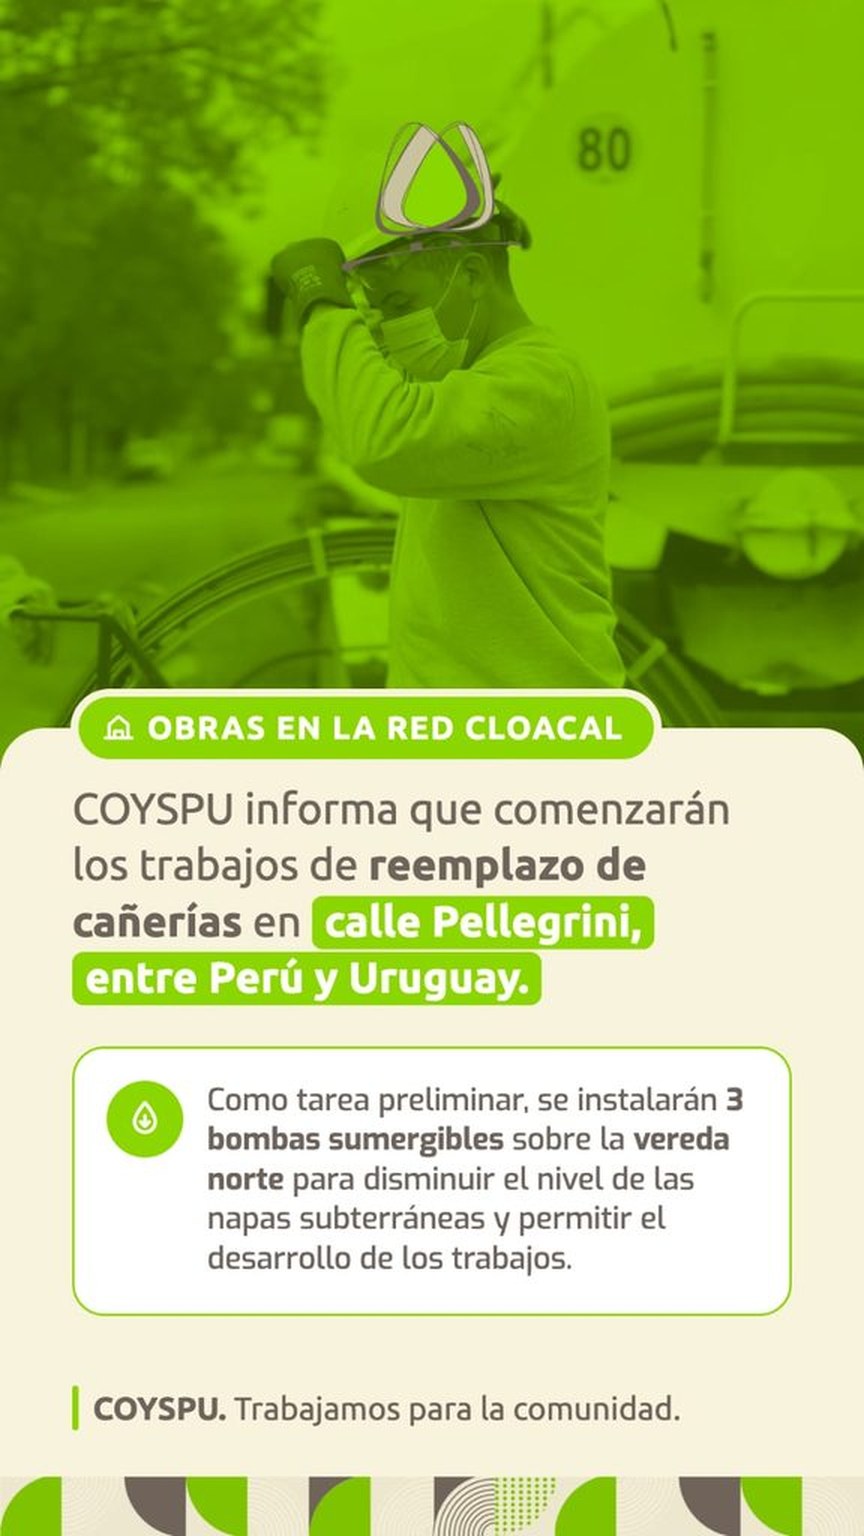 80
OBRAS EN LA RED CLOACAL
COYSPU informa que comenzarán
los trabajos de reemplazo de
cañerías en calle Pellegrini,
entre Perú y Uruguay.
Como tarea preliminar, se instalarán 3
bombas sumergibles sobre la vereda
norte para disminuir el nivel de las
napas subterráneas y permitir el
desarrollo de los trabajos.
COYSPU. Trabajamos para la comunidad.